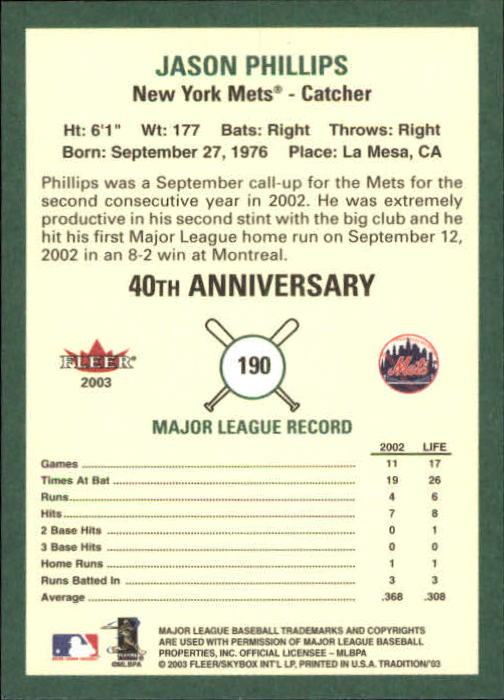 JASON PHILLIPS
New York Mets® - Catcher
Ht: 6'1" Wt: 177 Bats: Right Throws: Right
Born: September 27, 1976 Place: La Mesa, CA
Phillips was a September call-up for the Mets for the
second consecutive year in 2002. He was extremely
productive in his second stint with the big club and he
hit his first Major League home run on September 12,
2002 in an 8-2 win at Montreal.
40TH ANNIVERSARY
FLEER®
2003
190
Mets
MAJOR LEAGUE RECORD
2002 LIFE
Games 11 17
Times At Bat 19 26
Runs 4 6
Hits 7 8
2 Base Hits 0 1
3 Base Hits 0 0
Home Runs 1 1
Runs Batted In 3 3
Average .368 .308
©MLBPA
MAJOR LEAGUE BASEBALL TRADEMARKS AND COPYRIGHTS
ARE USED WITH PERMISSION OF MAJOR LEAGUE BASEBALL
PROPERTIES, INC. OFFICIAL LICENSEE - MLBPA
© 2003 FLEER/SKYBOX INT'L LP, PRINTED IN U.S.A. TRADITION/'03